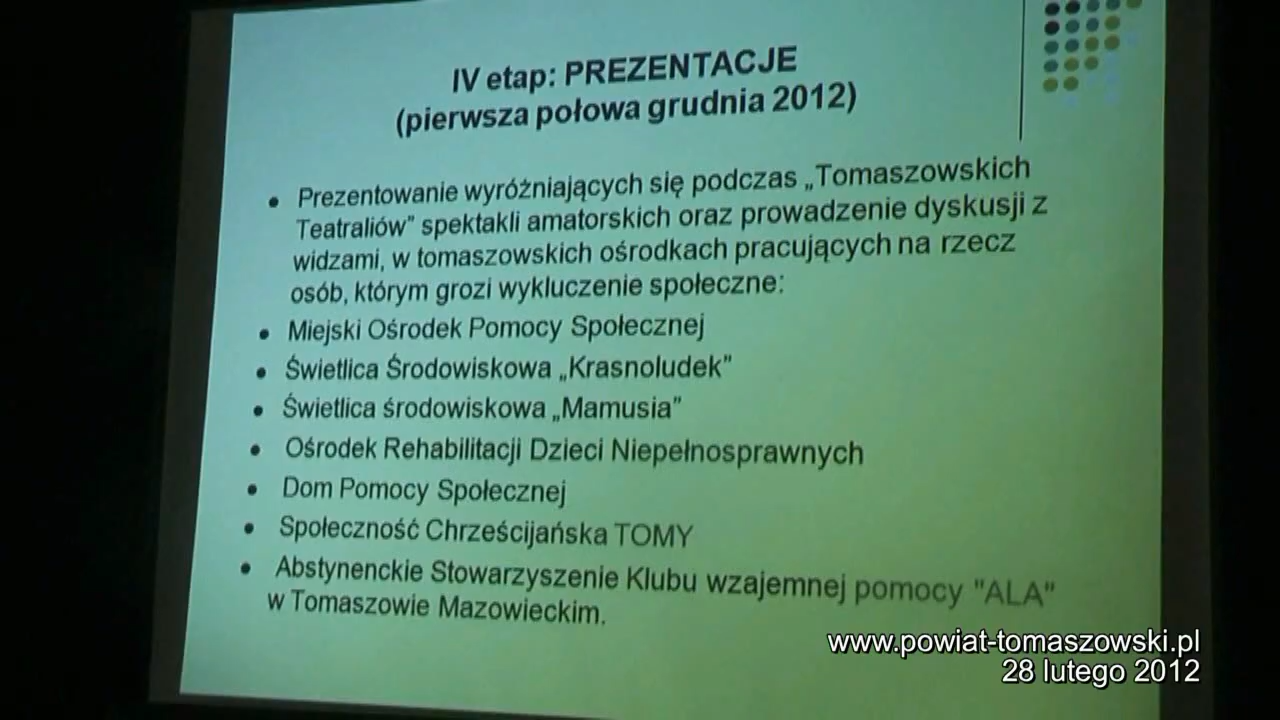 IV etap: PREZENTACJE
(pierwsza połowa grudnia 2012)
• Prezentowanie wyróżniających się podczas „Tomaszowskich
Teatraliów” spektakli amatorskich oraz prowadzenie dyskusji z
widzami, w tomaszowskich ośrodkach pracujących na rzecz
osób, którym grozi wykluczenie społeczne:
• Miejski Ośrodek Pomocy Społecznej
• Świetlica Środowiskowa „Krasnoludek”
• Świetlica środowiskowa „Mamusia”
• Ośrodek Rehabilitacji Dzieci Niepełnosprawnych
• Dom Pomocy Społecznej
• Społeczność Chrześcijańska TOMY
• Abstynenckie Stowarzyszenie Klubu wzajemnej pomocy "ALA"
w Tomaszowie Mazowieckim.
www.powiat-tomaszowski.pl
28 lutego 2012